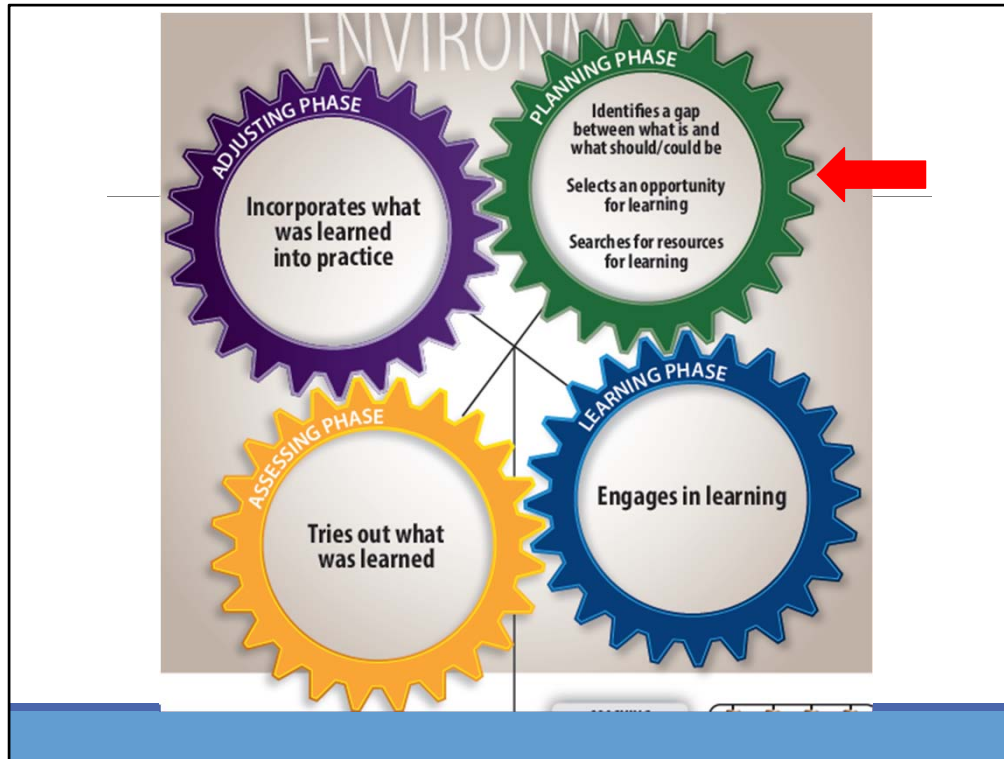 ENVIRONMENT
ADJUSTING PHASE
Incorporates what
was learned
into practice
PLANNING PHASE
Identifies a gap
between what is and
what should/could be
Selects an opportunity
for learning
Searches for resources
for learning
ASSESSING PHASE
Tries out what
was learned
LEARNING PHASE
Engages in learning